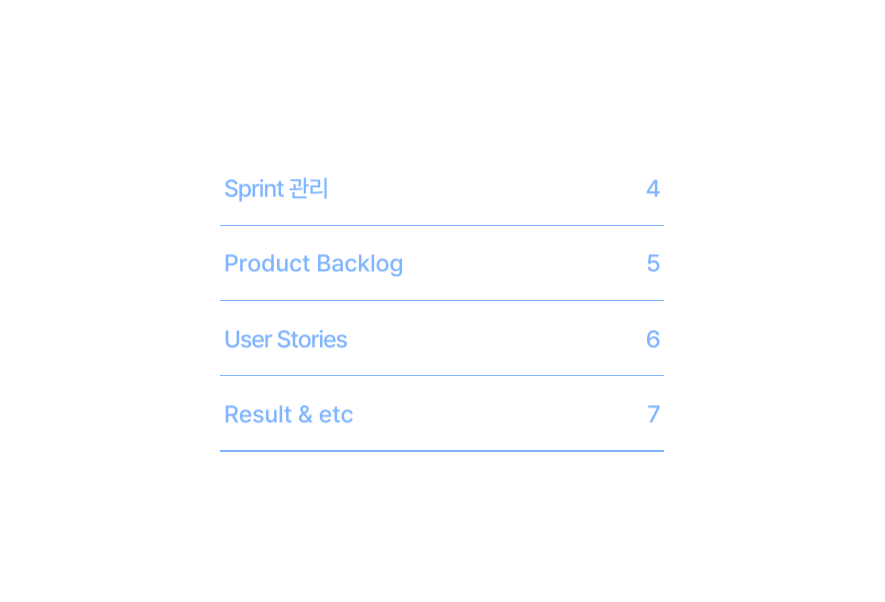 Sprint 관리 4
Product Backlog 5
User Stories 6
Result & etc 7